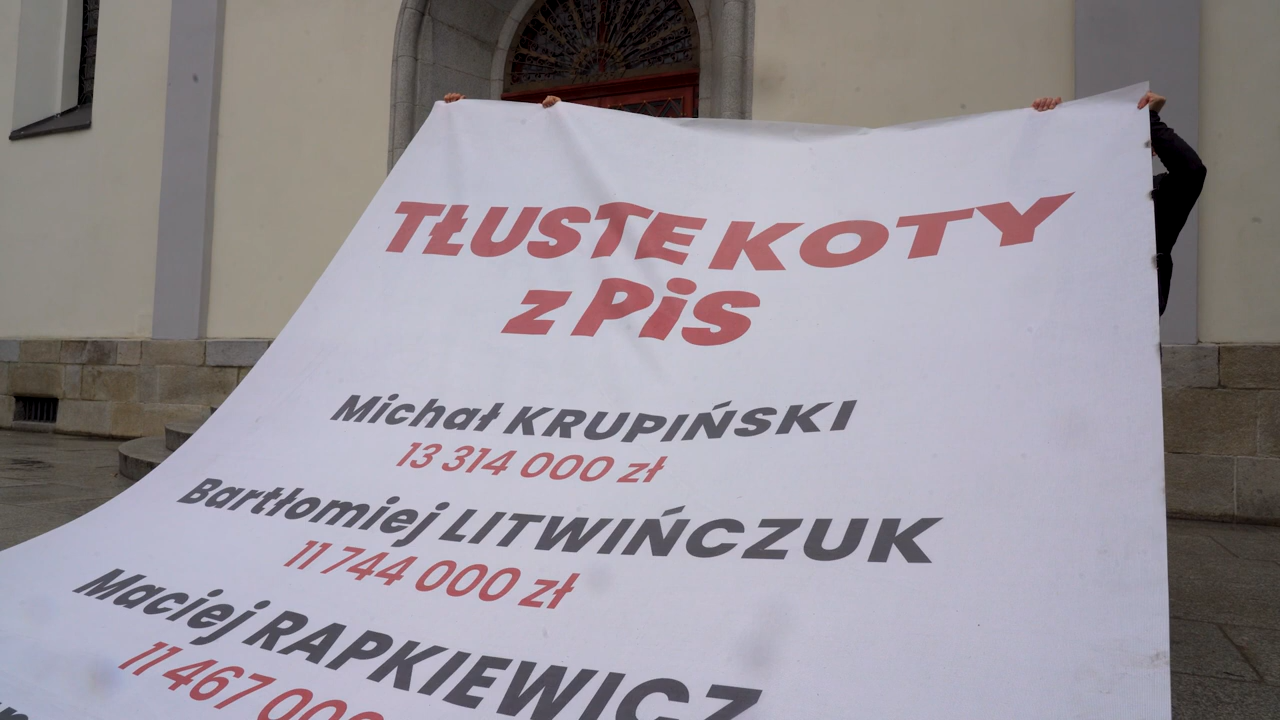 TŁUSTE KOTY
z PiS
Michał KRUPIŃSKI
13 314 000 zł
Bartłomiej LITWIŃCZUK
11 744 000 zł
Maciej RAPKIEWICZ
11 467 000